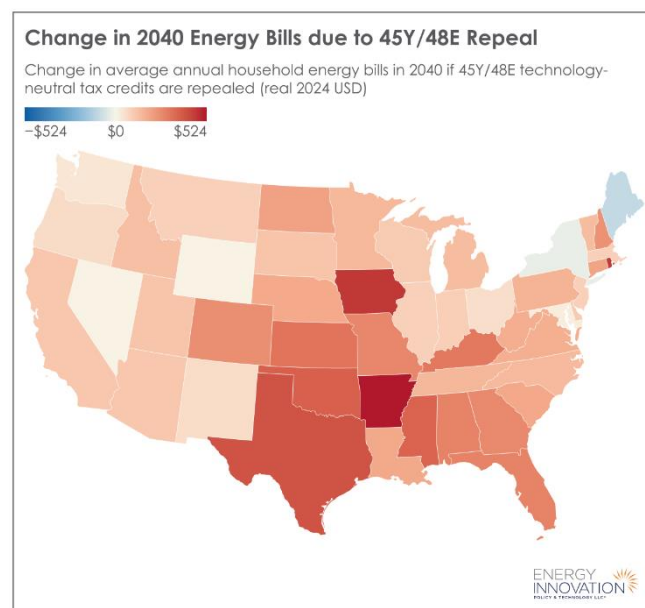 Change in 2040 Energy Bills due to 45Y/48E Repeal
Change in average annual household energy bills in 2040 if 45Y/48E technology-
neutral tax credits are repealed (real 2024 USD)
−$524 $0 $524
ENERGY
INNOVATION
POLICY & TECHNOLOGY LLC®